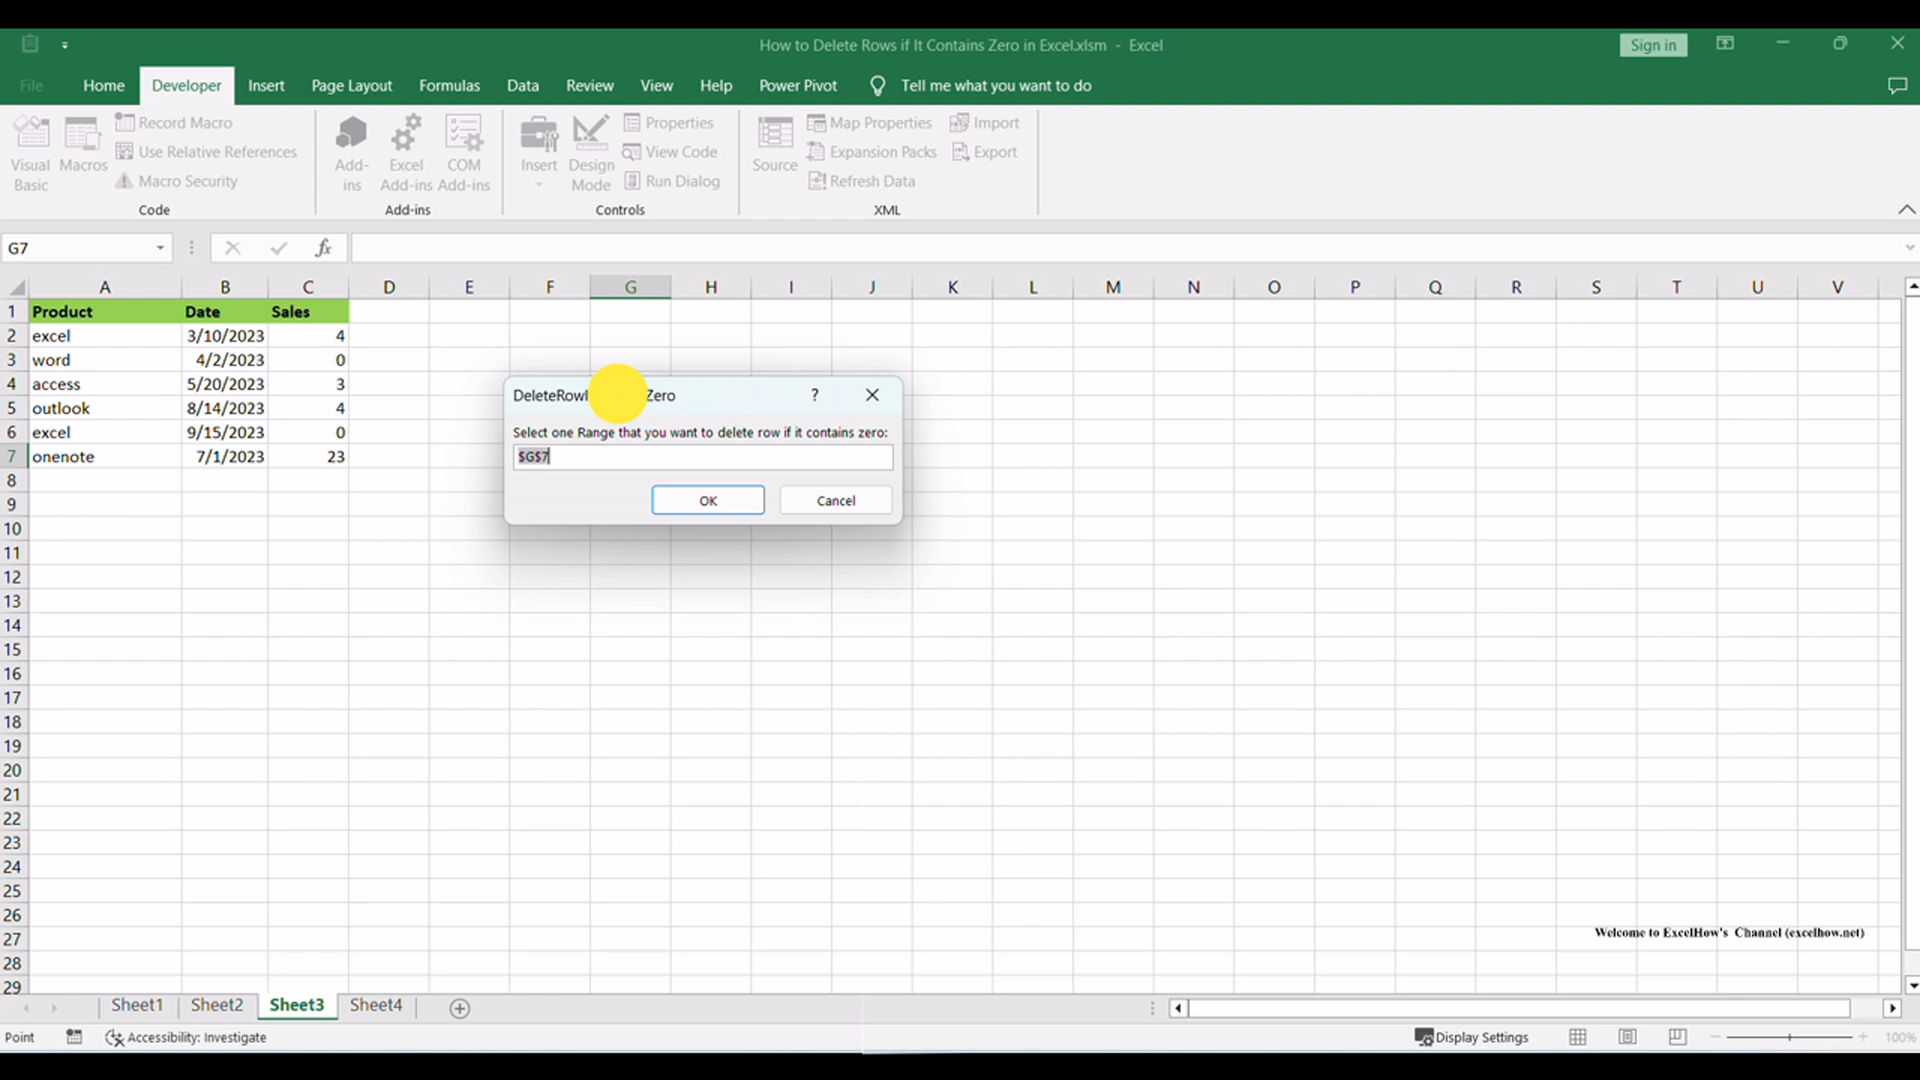 How to Delete Rows if It Contains Zero in Excel.xlsm - Excel
Sign in
File Home Developer Insert Page Layout Formulas Data Review View Help Power Pivot Tell me what you want to do
Visual Basic
Macros
Record Macro
Use Relative References
Macro Security
Code
Add-ins
Excel Add-ins
COM Add-ins
Add-ins
Insert
Design Mode
Properties
View Code
Run Dialog
Controls
Source
Map Properties
Expansion Packs
Refresh Data
Import
Export
XML
G7
fx
A B C D E F G H I J K L M N O P Q R S T U V
1 Product Date Sales
2 excel 3/10/2023 4
3 word 4/2/2023 0
4 access 5/20/2023 3
5 outlook 8/14/2023 4
6 excel 9/15/2023 0
7 onenote 7/1/2023 23
8
9
10
11
12
13
14
15
16
17
18
19
20
21
22
23
24
25
26
27
28
29
Zero ?
Select one Range that you want to delete row if it contains zero:
$G$7
OK Cancel
Welcome to ExcelHow's Channel (excelhow.net)
Sheet1 Sheet2 Sheet3 Sheet4
Point Accessibility: Investigate Display Settings 100%